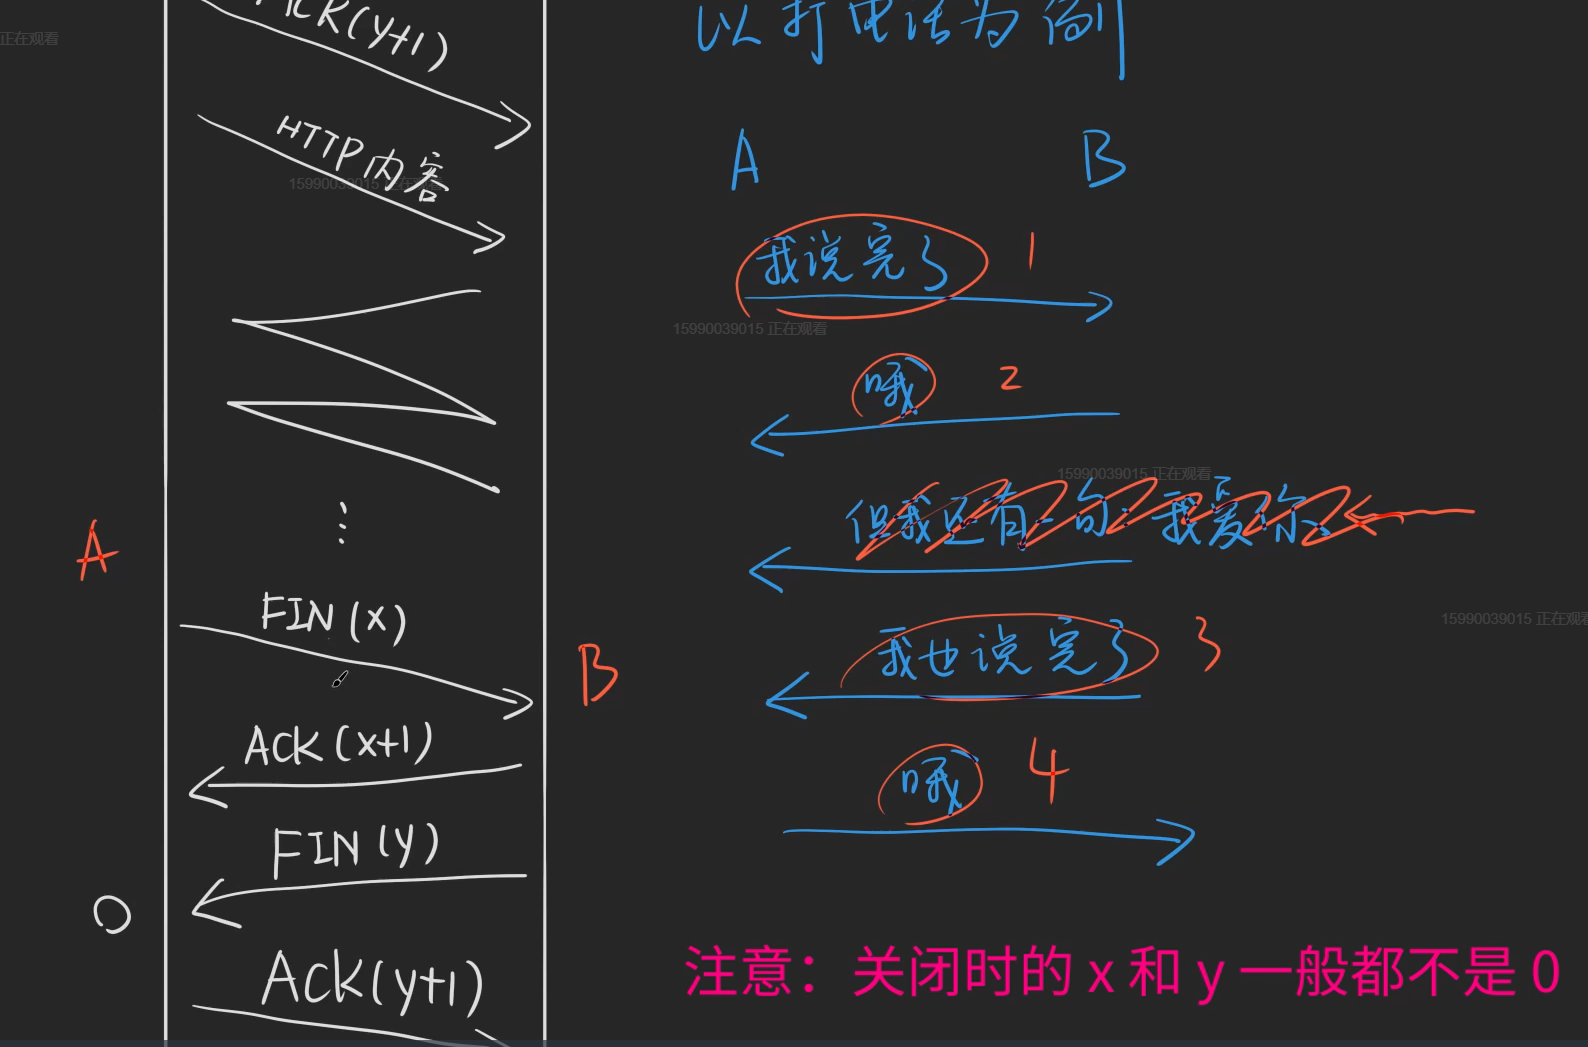 ACK(y+1)
以打电话为例
正在观看
HTTP内容
15990039015 正在观看
A B
我说完了 1
15990039015 正在观看
哦 2
15990039015 正在观看
但我还有一句:我爱你
A
FIN(x)
15990039015 正在观看
B
我也说完了 3
ACK(x+1)
哦 4
FIN(y)
O
ACK(y+1)
注意：关闭时的 x 和 y 一般都不是 0